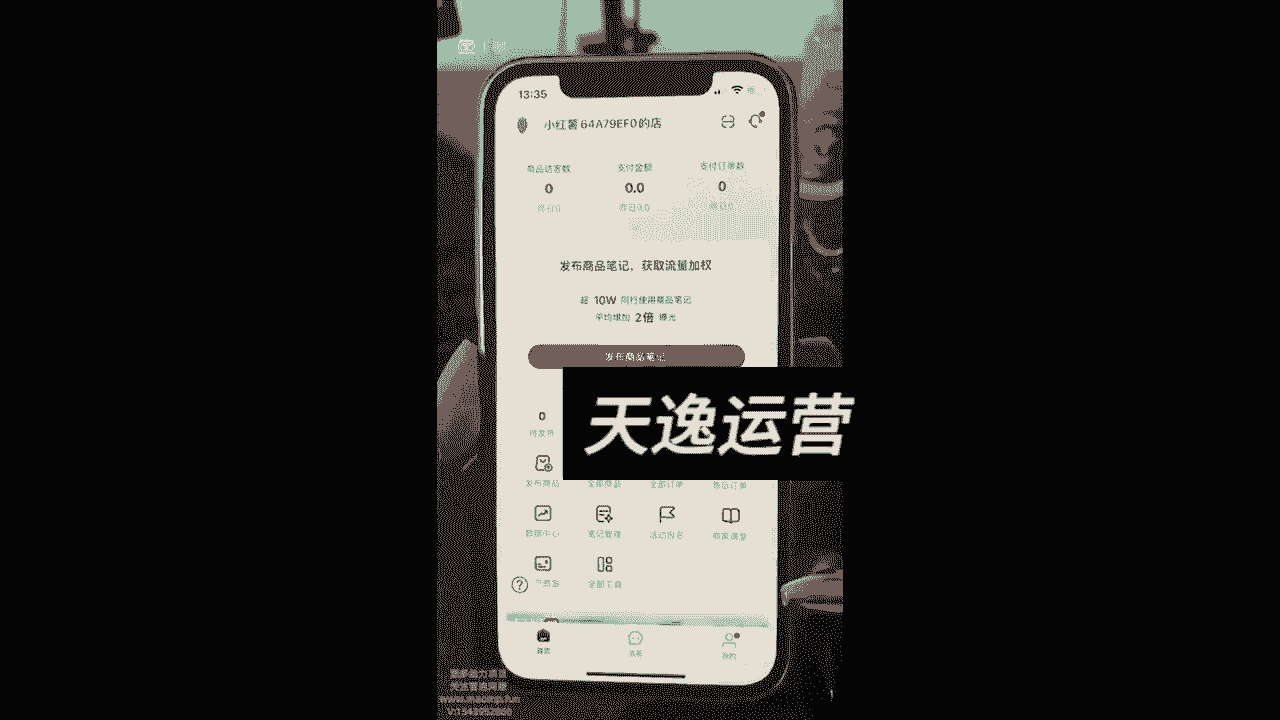 13:35
小红薯64A79EF0的店
商品访客数
支付金额
支付订单数
0
0.0
0
昨日0
昨日0.0
昨日0.0
发布商品笔记，获取流量加权
超 10W 同行使用商品笔记
平均增加 2倍 曝光
发布商品笔记
天逸运营
0
待发货
发布商品
全部商品
全部订单
售后订单
数据中心
笔记管理
活动报名
商家课堂
全部工具
我的